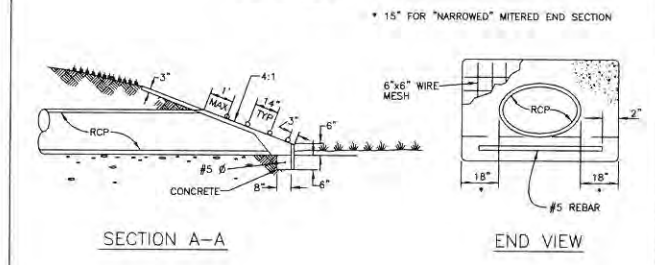 * 15" FOR "NARROWED" MITERED END SECTION
3"
1'
MAX
4:1
14"
TYP
3"
6"
RCP
#5 Ø
CONCRETE
8"
6"
SECTION A-A
6"x6" WIRE
MESH
RCP
2"
18"
*
18"
*
#5 REBAR
END VIEW